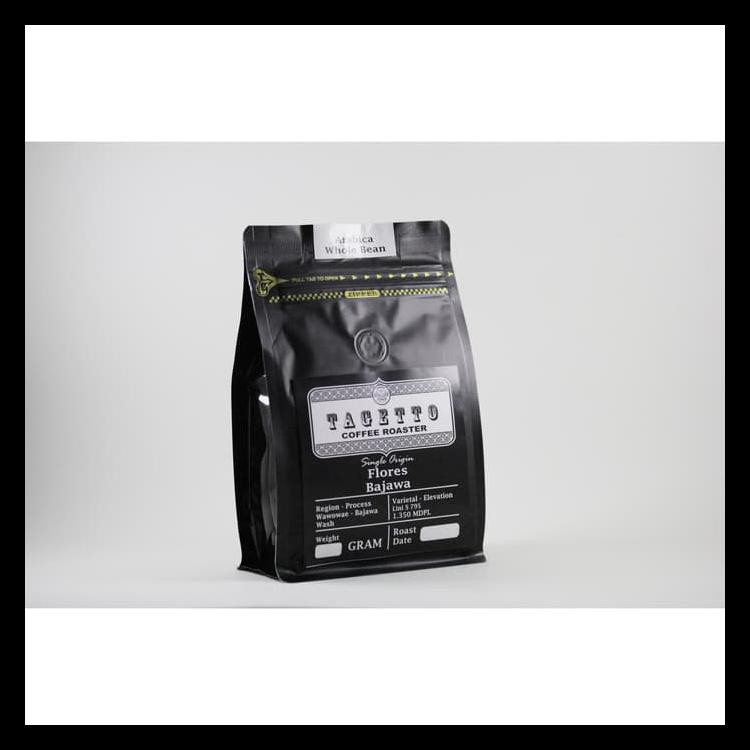 Arabica
Whole Bean
PULL TAB TO OPEN
ZIPPER
TAGETTO
COFFEE ROASTER
Single Origin
Flores
Bajawa
Region - Process
Wawowae - Bajawa
Wash
Varietal - Elevation
Lini S 795
1.350 MDPL
Weight
GRAM
Roast
Date